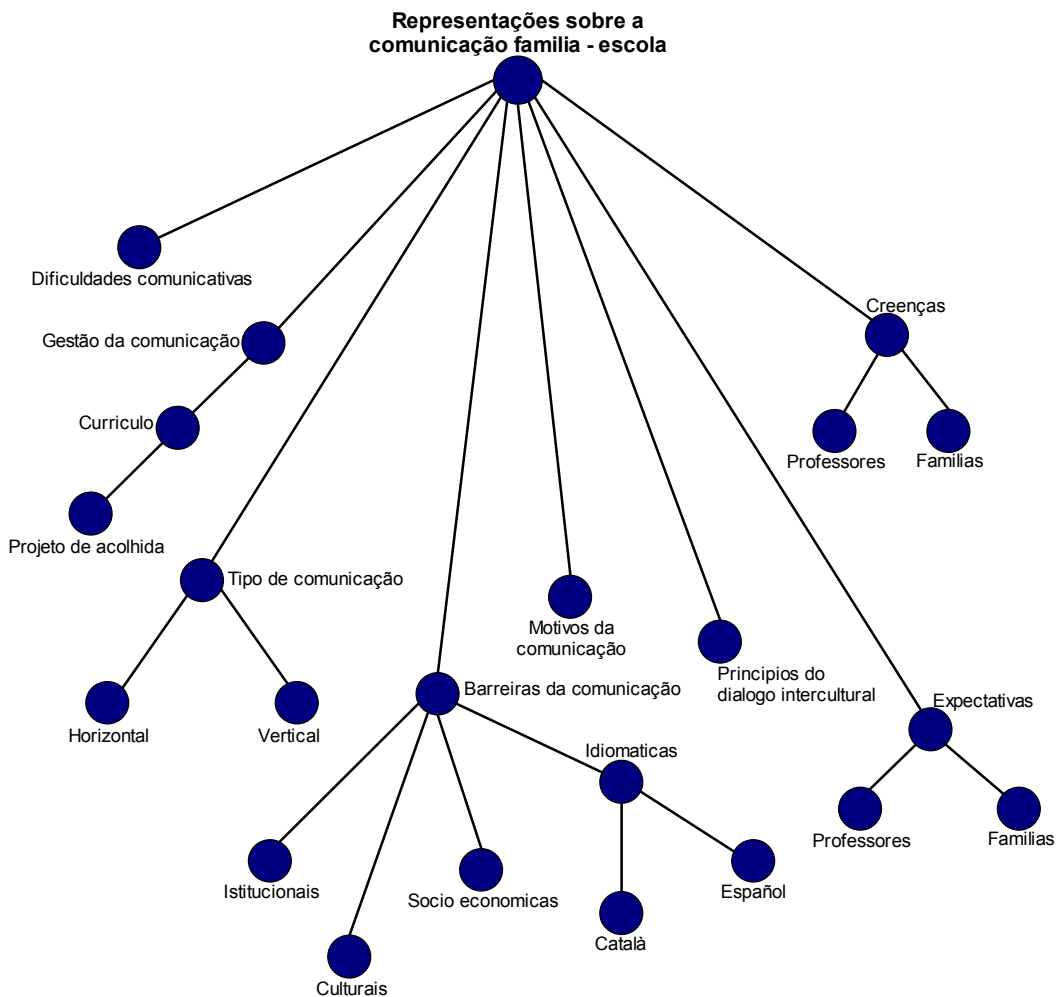 Representações sobre a
comunicação familia - escola
Dificuldades comunicativas
Creenças
Gestão da comunicação
Curriculo
Professores
Familias
Projeto de acolhida
Tipo de comunicação
Motivos da
comunicação
Principios do
dialogo intercultural
Barreiras da comunicação
Expectativas
Horizontal
Vertical
Idiomaticas
Professores
Familias
Istitucionais
Socio economicas
Español
Català
Culturais